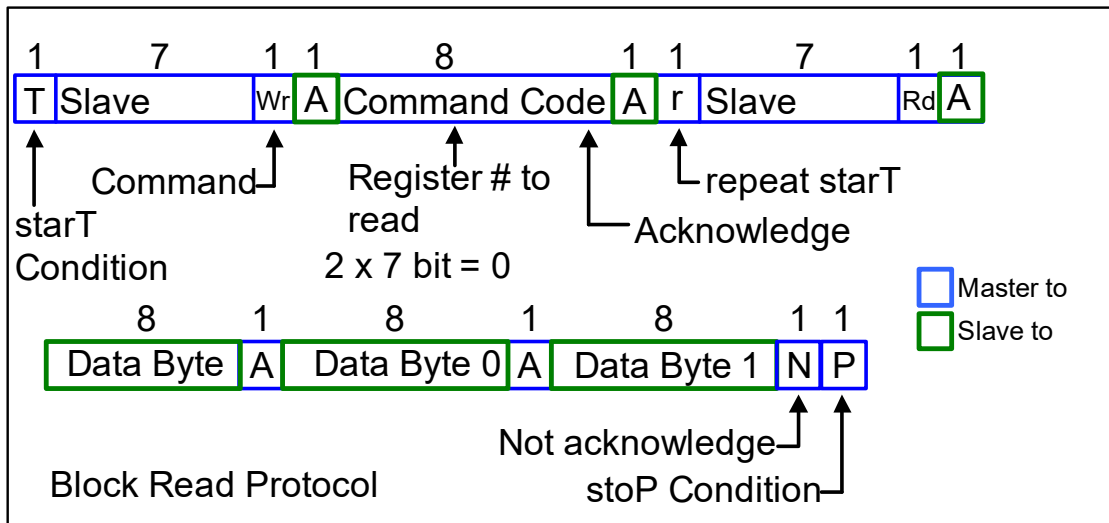 1 7 1 1 8 1 1 7 1 1
T Slave Wr A Command Code A r Slave Rd A
Command
Register # to
read
repeat starT
Acknowledge
starT
Condition
2 x 7 bit = 0
Master to
Slave to
8 1 8 1 8 1 1
Data Byte A Data Byte 0 A Data Byte 1 N P
Not acknowledge
stoP Condition
Block Read Protocol